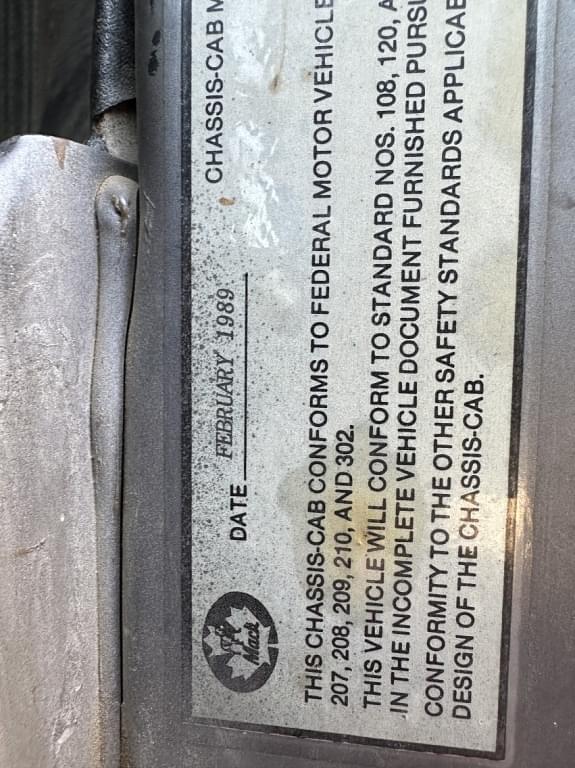 CHASSIS-CAB
DATE FEBRUARY 1989
Mack
THIS CHASSIS-CAB CONFORMS TO FEDERAL MOTOR VEHICLE
207, 208, 209, 210, AND 302.
THIS VEHICLE WILL CONFORM TO STANDARD NOS. 108, 120,
IN THE INCOMPLETE VEHICLE DOCUMENT FURNISHED
CONFORMITY TO THE OTHER SAFETY STANDARDS
DESIGN OF THE CHASSIS-CAB.